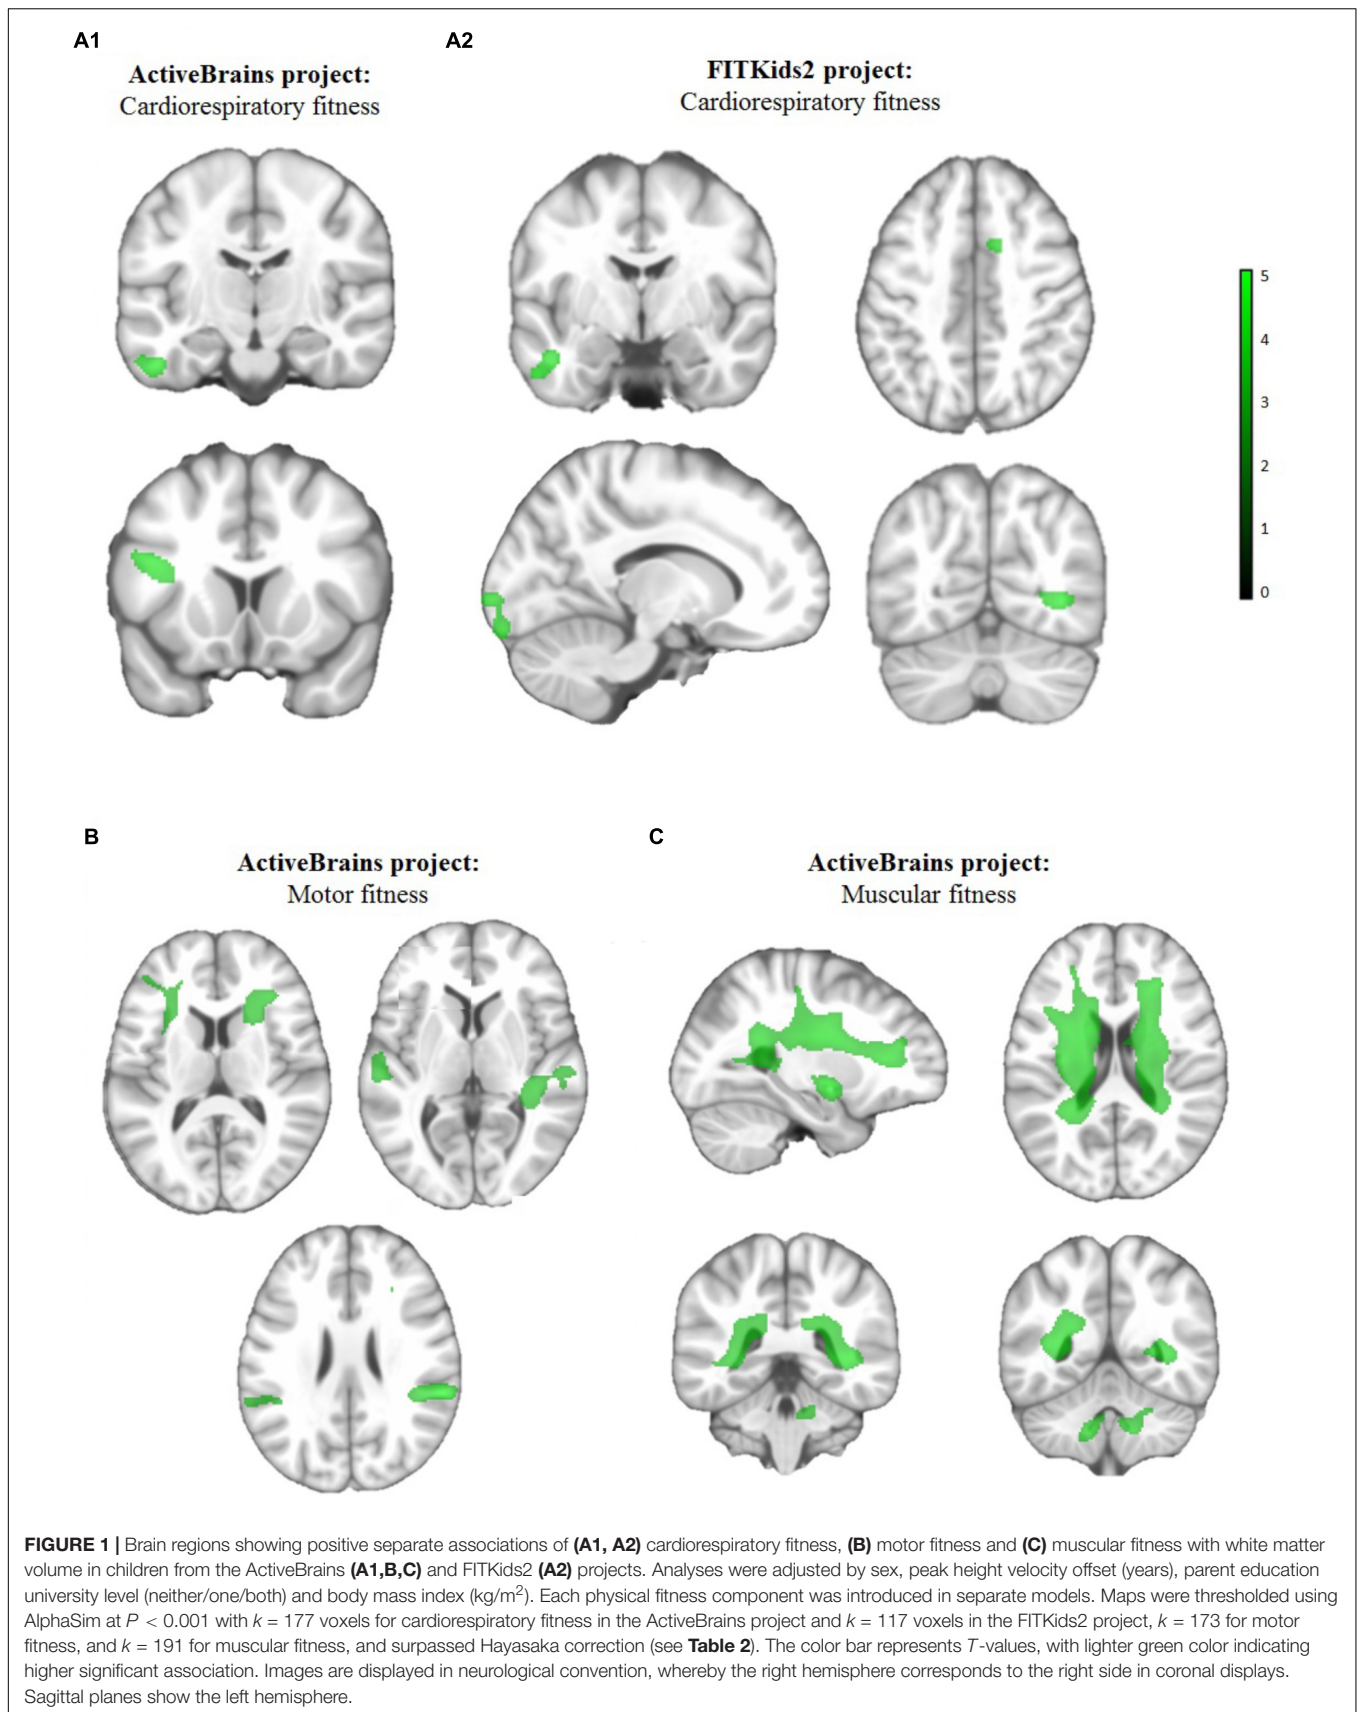 A1
ActiveBrains project:
Cardiorespiratory fitness
A2
FITKids2 project:
Cardiorespiratory fitness
5
4
3
2
1
0
B
ActiveBrains project:
Motor fitness
C
ActiveBrains project:
Muscular fitness
FIGURE 1 | Brain regions showing positive separate associations of (A1, A2) cardiorespiratory fitness, (B) motor fitness and (C) muscular fitness with white matter
volume in children from the ActiveBrains (A1,B,C) and FITKids2 (A2) projects. Analyses were adjusted by sex, peak height velocity offset (years), parent education
university level (neither/one/both) and body mass index (kg/m²). Each physical fitness component was introduced in separate models. Maps were thresholded using
AlphaSim at P < 0.001 with k = 177 voxels for cardiorespiratory fitness in the ActiveBrains project and k = 117 voxels in the FITKids2 project, k = 173 for motor
fitness, and k = 191 for muscular fitness, and surpassed Hayasaka correction (see Table 2). The color bar represents T-values, with lighter green color indicating
higher significant association. Images are displayed in neurological convention, whereby the right hemisphere corresponds to the right side in coronal displays.
Sagittal planes show the left hemisphere.